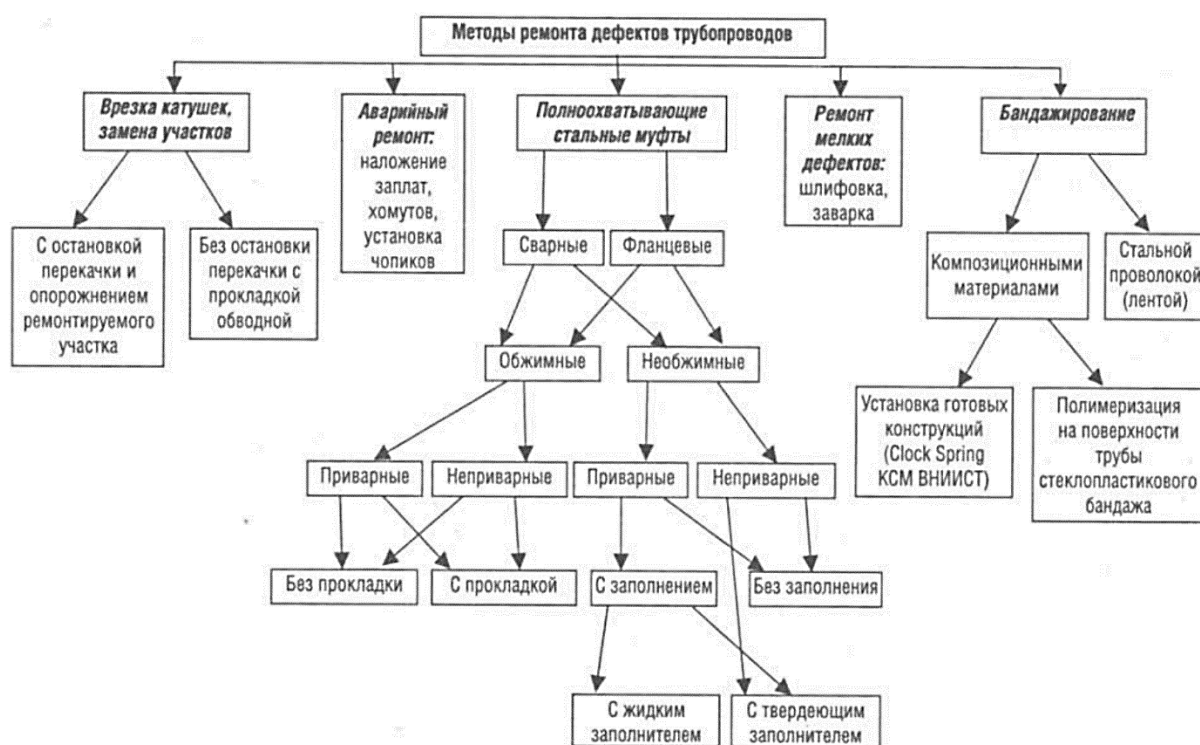 Методы ремонта дефектов трубопроводов
Врезка катушек,
замена участков
Аварийный
ремонт:
наложение
заплат,
хомутов,
установка
чопиков
Полноохватывающие
стальные муфты
Ремонт
мелких
дефектов:
шлифовка,
заварка
Бандажирование
С остановкой
перекачки и
опорожнением
ремонтируемого
участка
Без остановки
перекачки с
прокладкой
обводной
Сварные
Фланцевые
Композиционными
материалами
Стальной
проволокой
(лентой)
Обжимные
Необжимные
Установка готовых
конструкций
(Clock Spring
КСМ ВНИИСТ)
Полимеризация
на поверхности
трубы
стеклопластикового
бандажа
Приварные
Неприварные
Приварные
Неприварные
Без прокладки
С прокладкой
С заполнением
Без заполнения
С жидким
заполнителем
С твердеющим
заполнителем